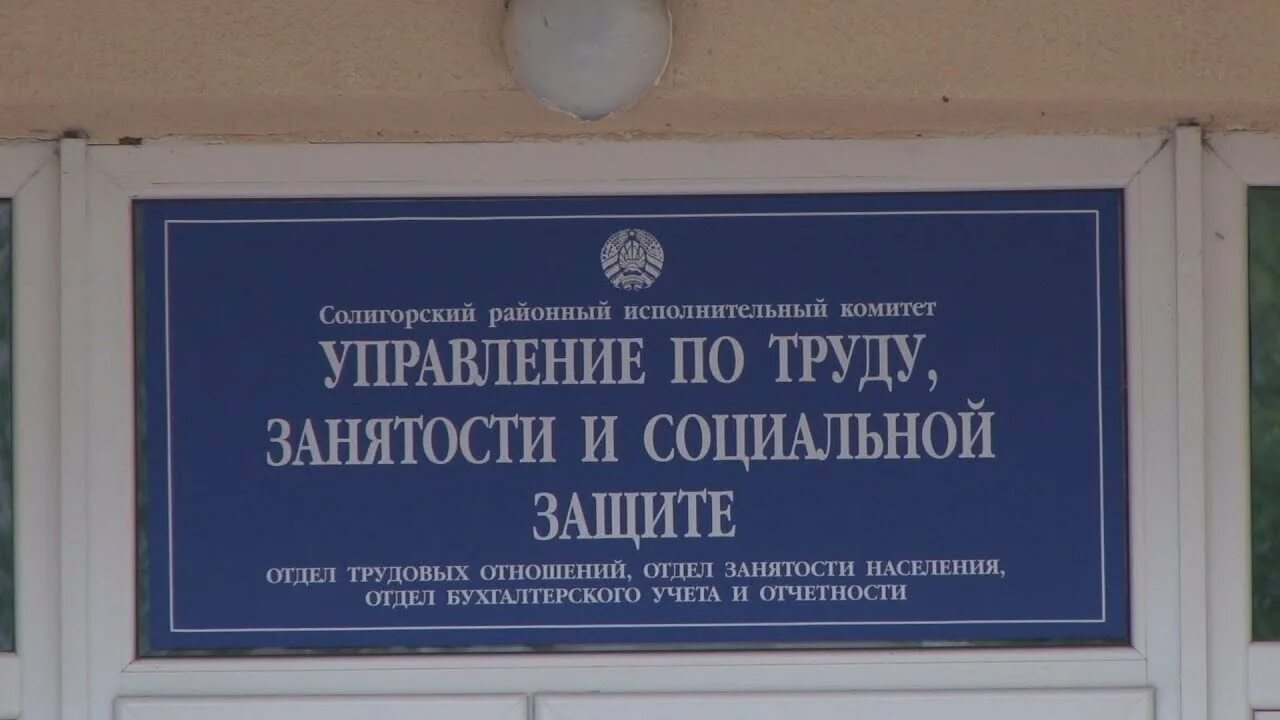 Солигорский районный исполнительный комитет
УПРАВЛЕНИЕ ПО ТРУДУ,
ЗАНЯТОСТИ И СОЦИАЛЬНОЙ
ЗАЩИТЕ
ОТДЕЛ ТРУДОВЫХ ОТНОШЕНИЙ, ОТДЕЛ ЗАНЯТОСТИ НАСЕЛЕНИЯ,
ОТДЕЛ БУХГАЛТЕРСКОГО УЧЕТА И ОТЧЕТНОСТИ